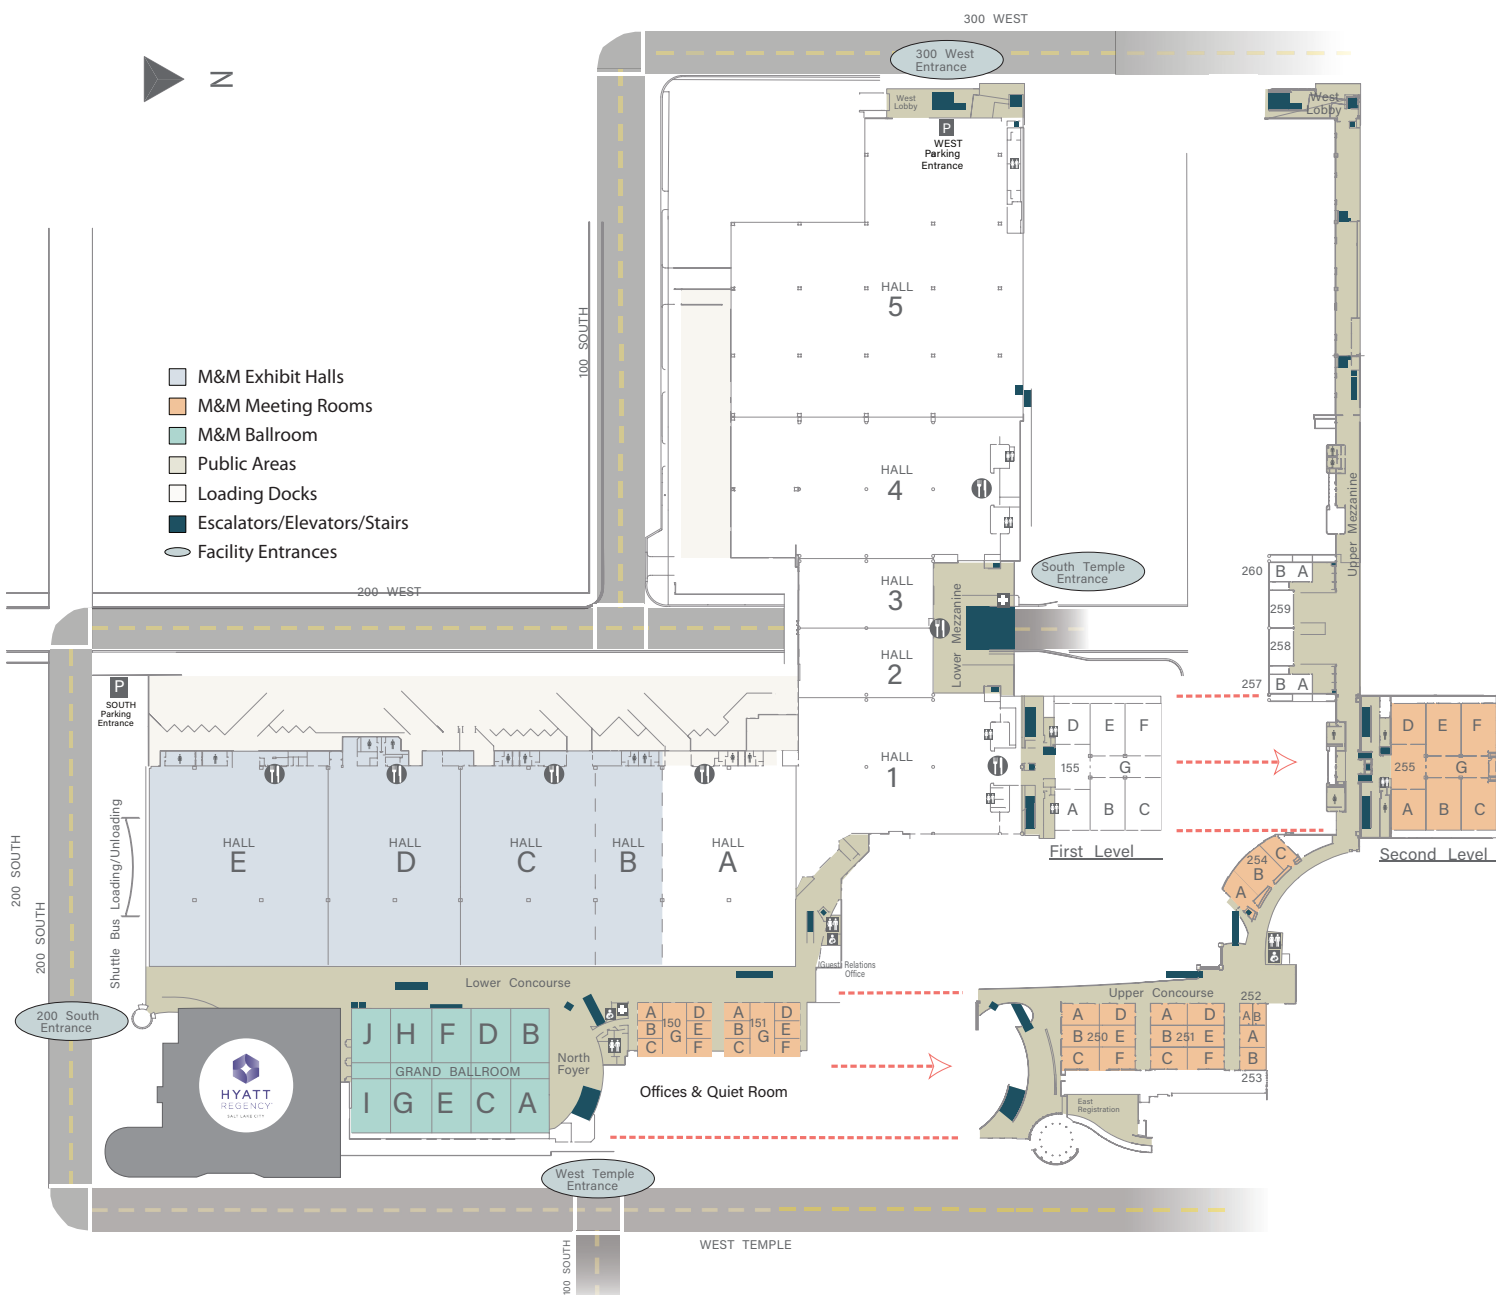 300 WEST
300 West
Entrance
N
West
Lobby
P
WEST
Parking
Entrance
West
Lobby
HALL
5
100 SOUTH
M&M Exhibit Halls
M&M Meeting Rooms
M&M Ballroom
Public Areas
Loading Docks
Escalators/Elevators/Stairs
Facility Entrances
HALL
4
Upper Mezzanine
South Temple
Entrance
200 WEST
HALL
3
Lower Mezzanine
HALL
2
260
B A
259
258
257
B A
P
SOUTH
Parking
Entrance
HALL
1
D E F
155
G
A B C
First Level
D E F
255
G
A B C
Second Level
HALL
E
HALL
D
HALL
C
HALL
B
HALL
A
254
A
B
C
200 SOUTH
200 SOUTH
Shuttle Bus Loading/Unloading
Guest Relations
Office
Lower Concourse
Upper Concourse
200 South
Entrance
J H F D B
GRAND BALLROOM
I G E C A
North
Foyer
A D
B 150 E
G
C F
A D
B 151 E
G
C F
A D
B 250 E
C F
A D
B 251 E
C F
252
A B
A
B
253
HYATT
REGENCY
SALT LAKE CITY
Offices & Quiet Room
East
Registration
West Temple
Entrance
WEST TEMPLE
100 SOUTH